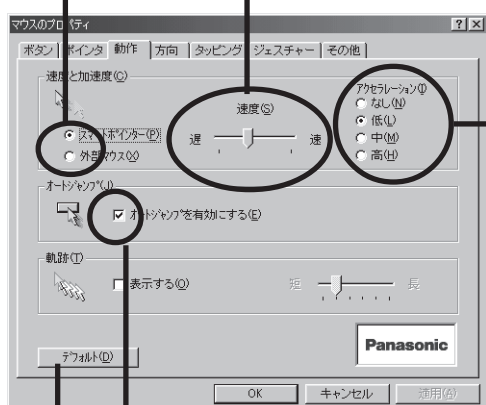 マウスのプロパティ
ボタン ポインタ 動作 方向 タッピング ジェスチャー その他
速度と加速度(C)
スマートポインター(P)
外部マウス(X)
速度(S)
遅 速
アクセラレーション(I)
なし(N)
低(L)
中(M)
高(H)
オートジャンプ(J)
オートジャンプを有効にする(E)
軌跡(T)
表示する(O)
短 長
Panasonic
デフォルト(D)
OK キャンセル 適用(A)